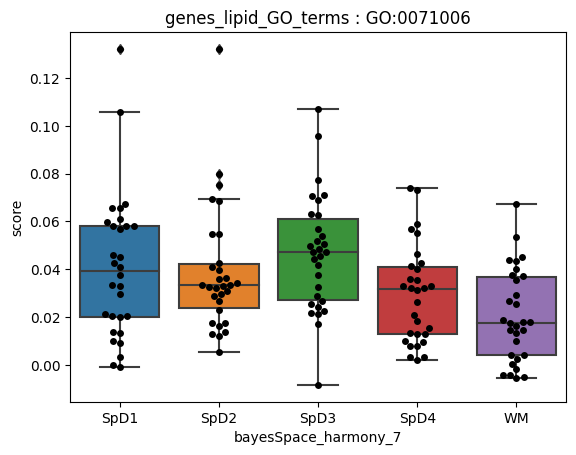 genes_lipid_GO_terms : GO:0071006
score
0.12
0.10
0.08
0.06
0.04
0.02
0.00
SpD1 SpD2 SpD3 SpD4 WM
bayesSpace_harmony_7